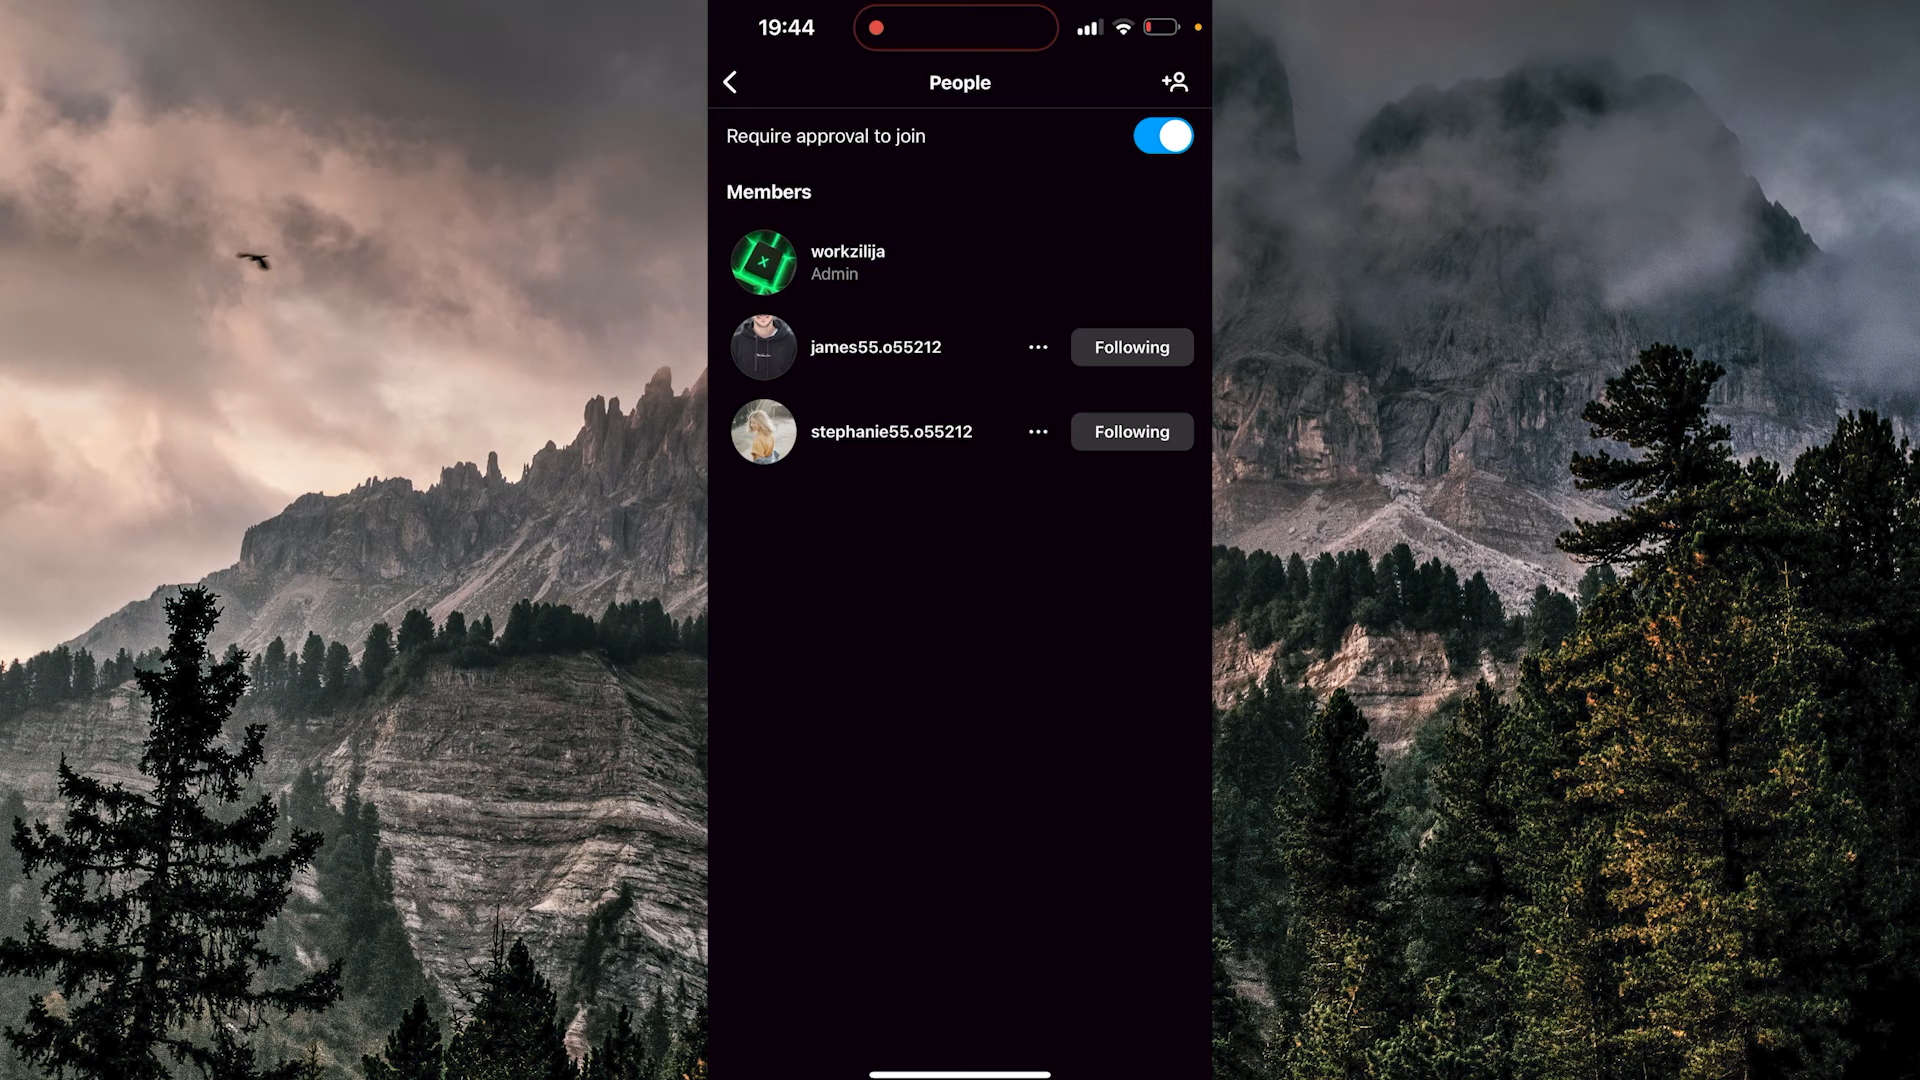 19:44
People
Require approval to join
Members
workzilija
Admin
james55.o55212
Following
stephanie55.o55212
Following